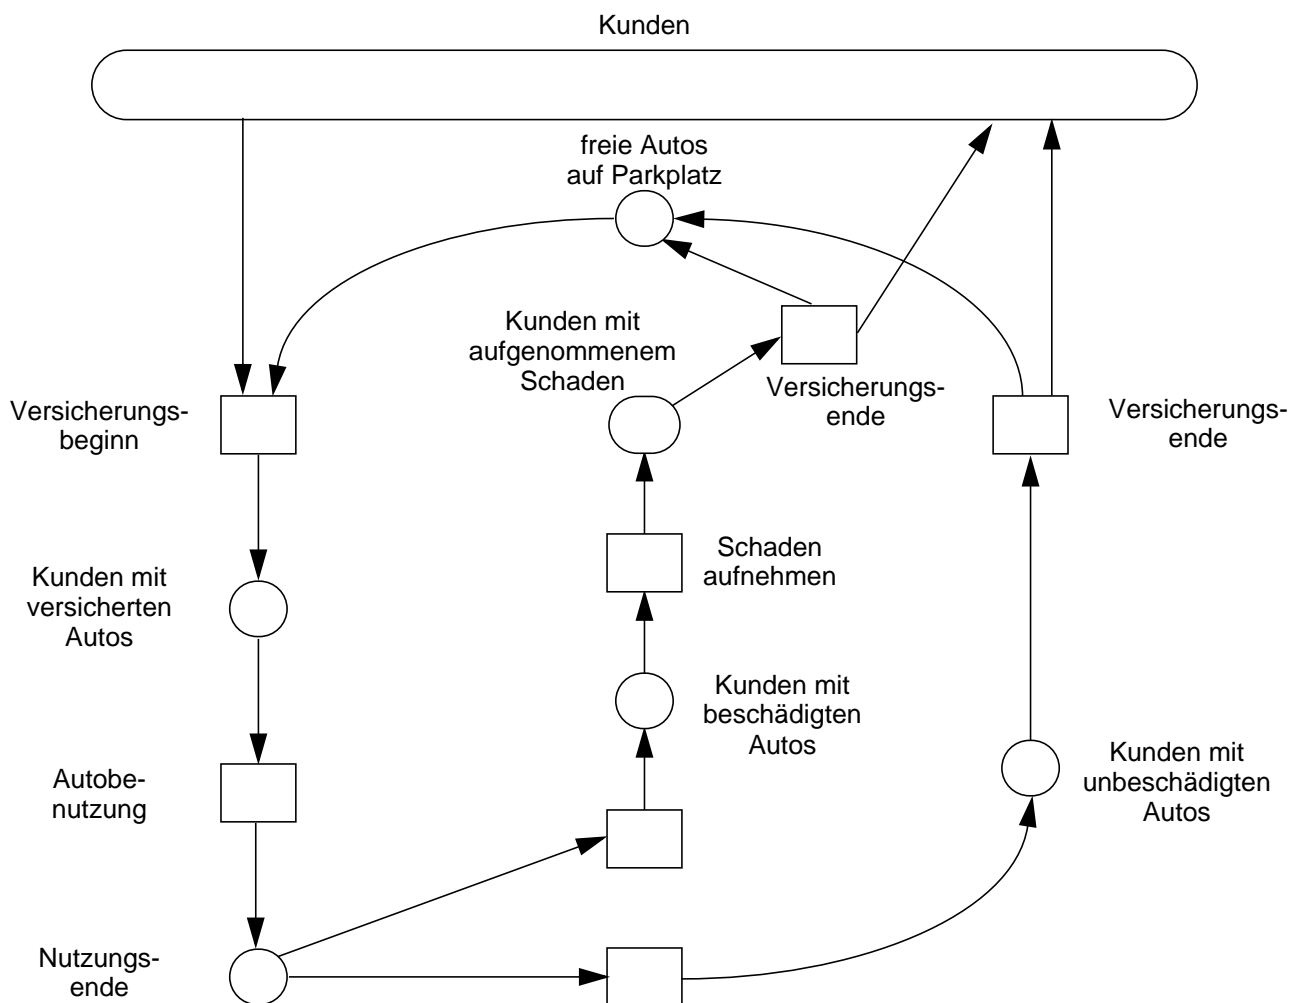 Kunden
freie Autos
auf Parkplatz
Kunden mit
aufgenommenem
Schaden
Versicherungs-
ende
Versicherungs-
beginn
Versicherungs-
ende
Schaden
aufnehmen
Kunden mit
versicherten
Autos
Kunden mit
beschädigten
Autos
Kunden mit
unbeschädigten
Autos
Autobe-
nutzung
Nutzungs-
ende